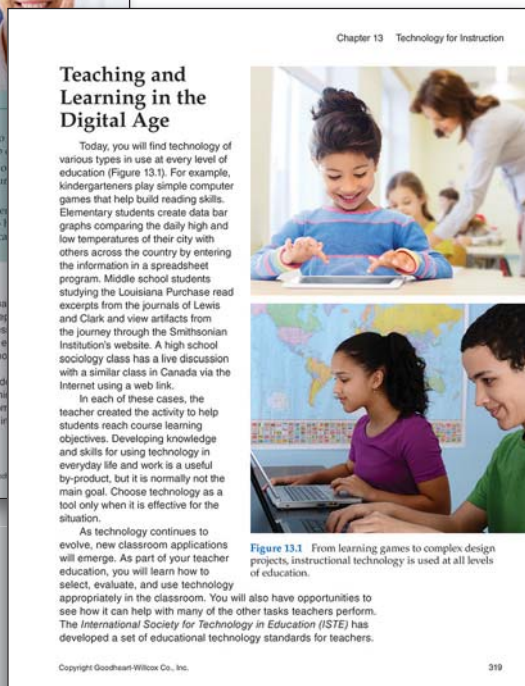 Chapter 13 Technology for Instruction
Teaching and
Learning in the
Digital Age
Today, you will find technology of
various types in use at every level of
education (Figure 13.1). For example,
kindergarteners play simple computer
games that help build reading skills.
Elementary students create data bar
graphs comparing the daily high and
low temperatures of their city with
others across the country by entering
the information in a spreadsheet
program. Middle school students
studying the Louisiana Purchase read
excerpts from the journals of Lewis
and Clark and view artifacts from
the journey through the Smithsonian
Institution's website. A high school
sociology class has a live discussion
with a similar class in Canada via the
Internet using a web link.
In each of these cases, the
teacher created the activity to help
students reach course learning
objectives. Developing knowledge
and skills for using technology in
everyday life and work is a useful
by-product, but it is normally not the
main goal. Choose technology as a
tool only when it is effective for the
situation.
As technology continues to
evolve, new classroom applications
will emerge. As part of your teacher
education, you will learn how to
select, evaluate, and use technology
appropriately in the classroom. You will also have opportunities to
see how it can help with many of the other tasks teachers perform.
The International Society for Technology in Education (ISTE) has
developed a set of educational technology standards for teachers.
Figure 13.1 From learning games to complex design
projects, instructional technology is used at all levels
of education.
Copyright Goodheart-Willcox Co., Inc. 319